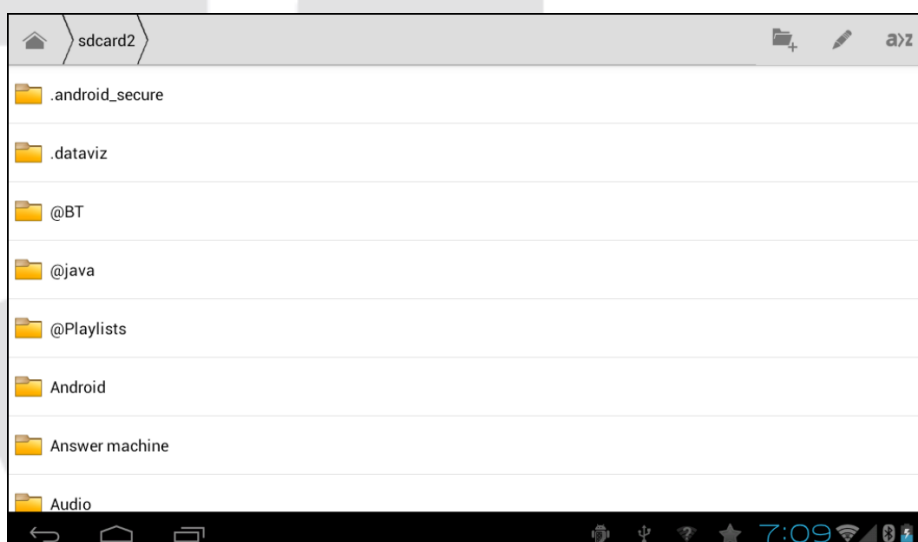 sdcard2
a>z
.android_secure
.dataviz
@BT
@java
@Playlists
Android
Answer machine
Audio
7:09